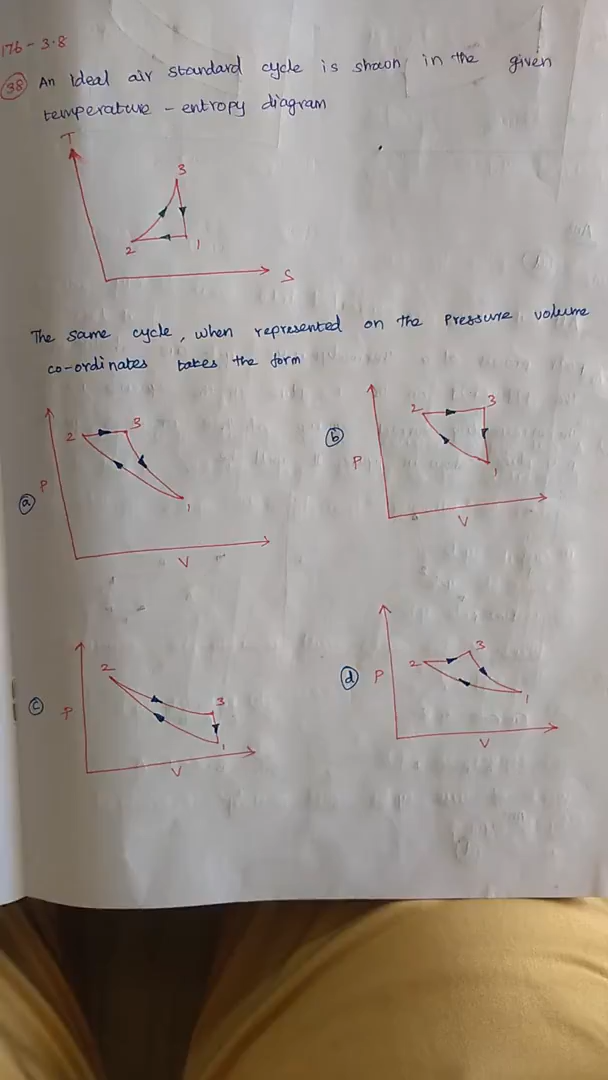 176 - 3.8
38 An Ideal air standard cycle is shaon in the given
temperature - entropy diagram
T
3
2
1
S
The same cycle, when represented on the Pressure volume
co-ordinates takes the form
a
P
2
3
1
V
b
P
2
3
1
V
c
P
2
3
1
V
d
P
2
3
1
V